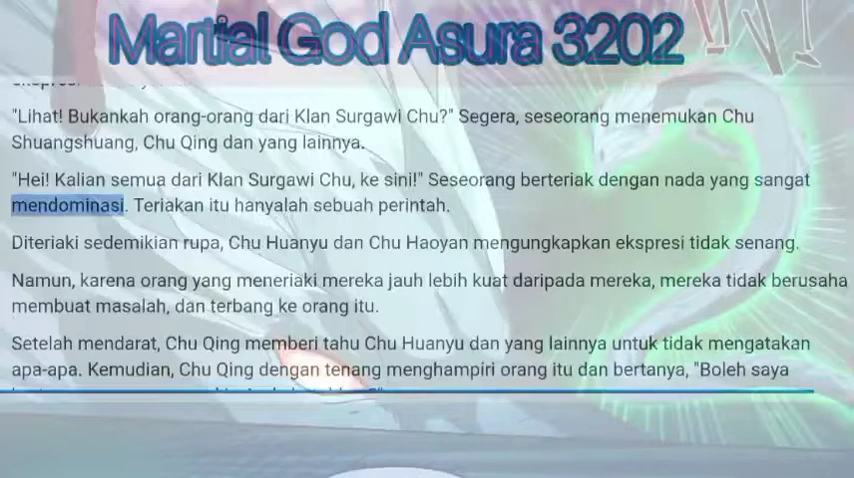 Martial God Asura 3202
"Lihat! Bukankah orang-orang dari Klan Surgawi Chu?" Segera, seseorang menemukan Chu
Shuangshuang, Chu Qing dan yang lainnya.
"Hei! Kalian semua dari Klan Surgawi Chu, ke sini!" Seseorang berteriak dengan nada yang sangat
mendominasi. Teriakan itu hanyalah sebuah perintah.
Diteriaki sedemikian rupa, Chu Huanyu dan Chu Haoyan mengungkapkan ekspresi tidak senang.
Namun, karena orang yang meneriaki mereka jauh lebih kuat daripada mereka, mereka tidak berusaha
membuat masalah, dan terbang ke orang itu.
Setelah mendarat, Chu Qing memberi tahu Chu Huanyu dan yang lainnya untuk tidak mengatakan
apa-apa. Kemudian, Chu Qing dengan tenang menghampiri orang itu dan bertanya, "Boleh saya